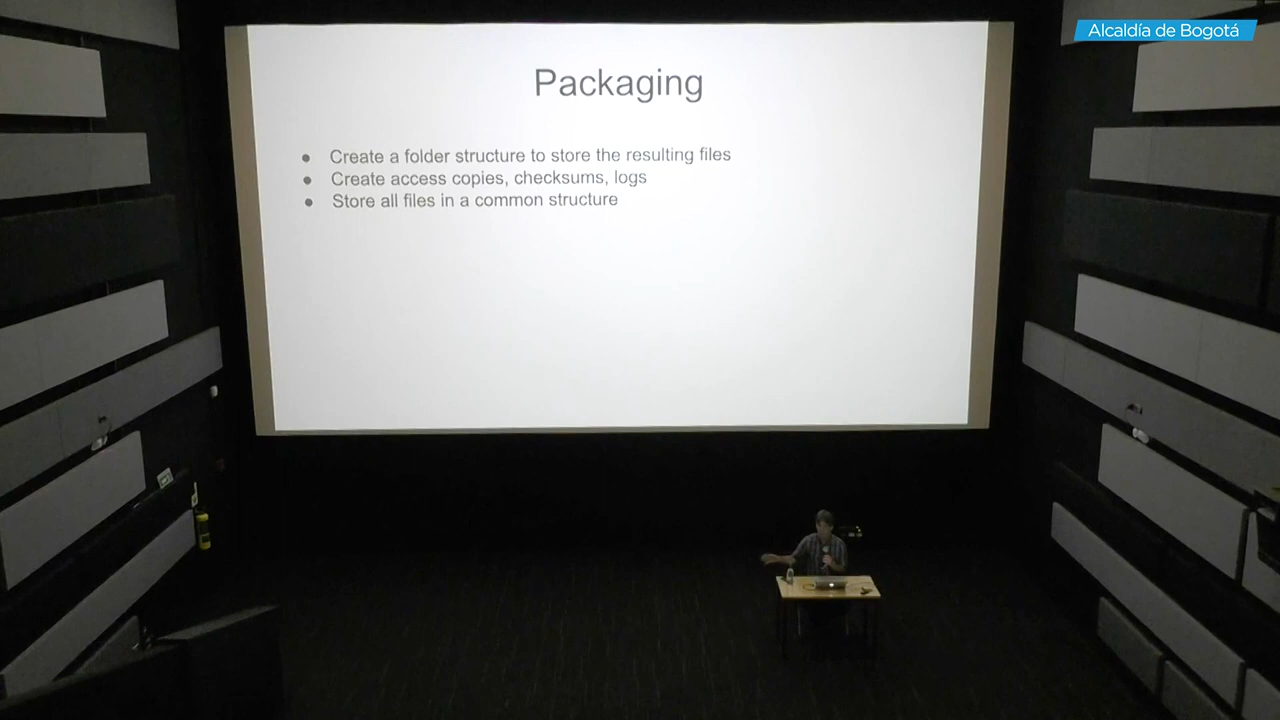 Alcaldía de Bogotá
Packaging
● Create a folder structure to store the resulting files
● Create access copies, checksums, logs
● Store all files in a common structure